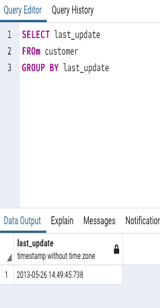 Query Editor Query History
1 SELECT last_update
2 FROm customer
3 GROUP BY last_update
Data Output Explain Messages Notification
last_update
timestamp without time zone
1 2013-05-26 14:49:45.738